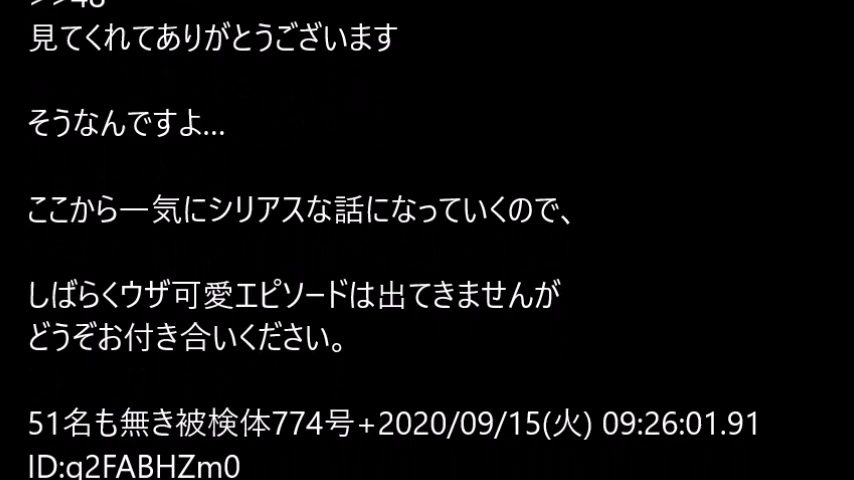 >>48
見てくれてありがとうございます
そうなんですよ...
ここから一気にシリアスな話になっていくので、
しばらくウザ可愛エピソードは出てきませんが
どうぞお付き合いください。
51名も無き被検体774号+2020/09/15(火) 09:26:01.91
ID:q2FABHZm0